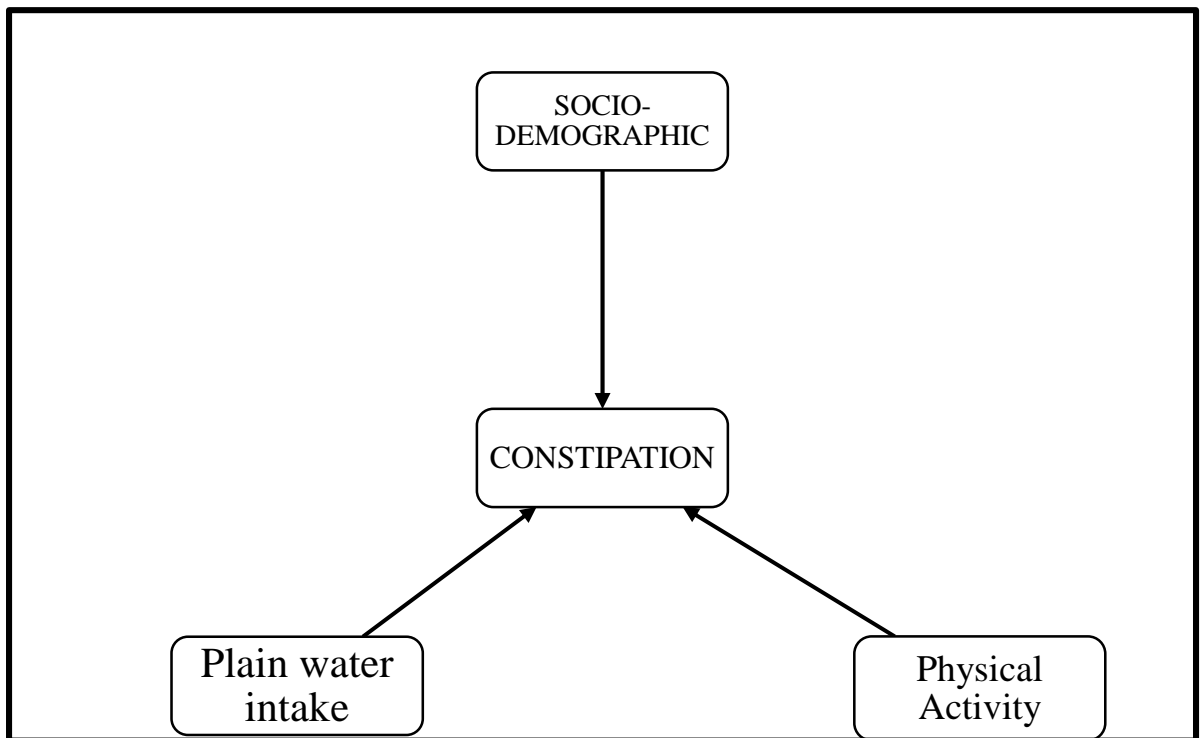 SOCIO-
DEMOGRAPHIC
CONSTIPATION
Plain water
intake
Physical
Activity